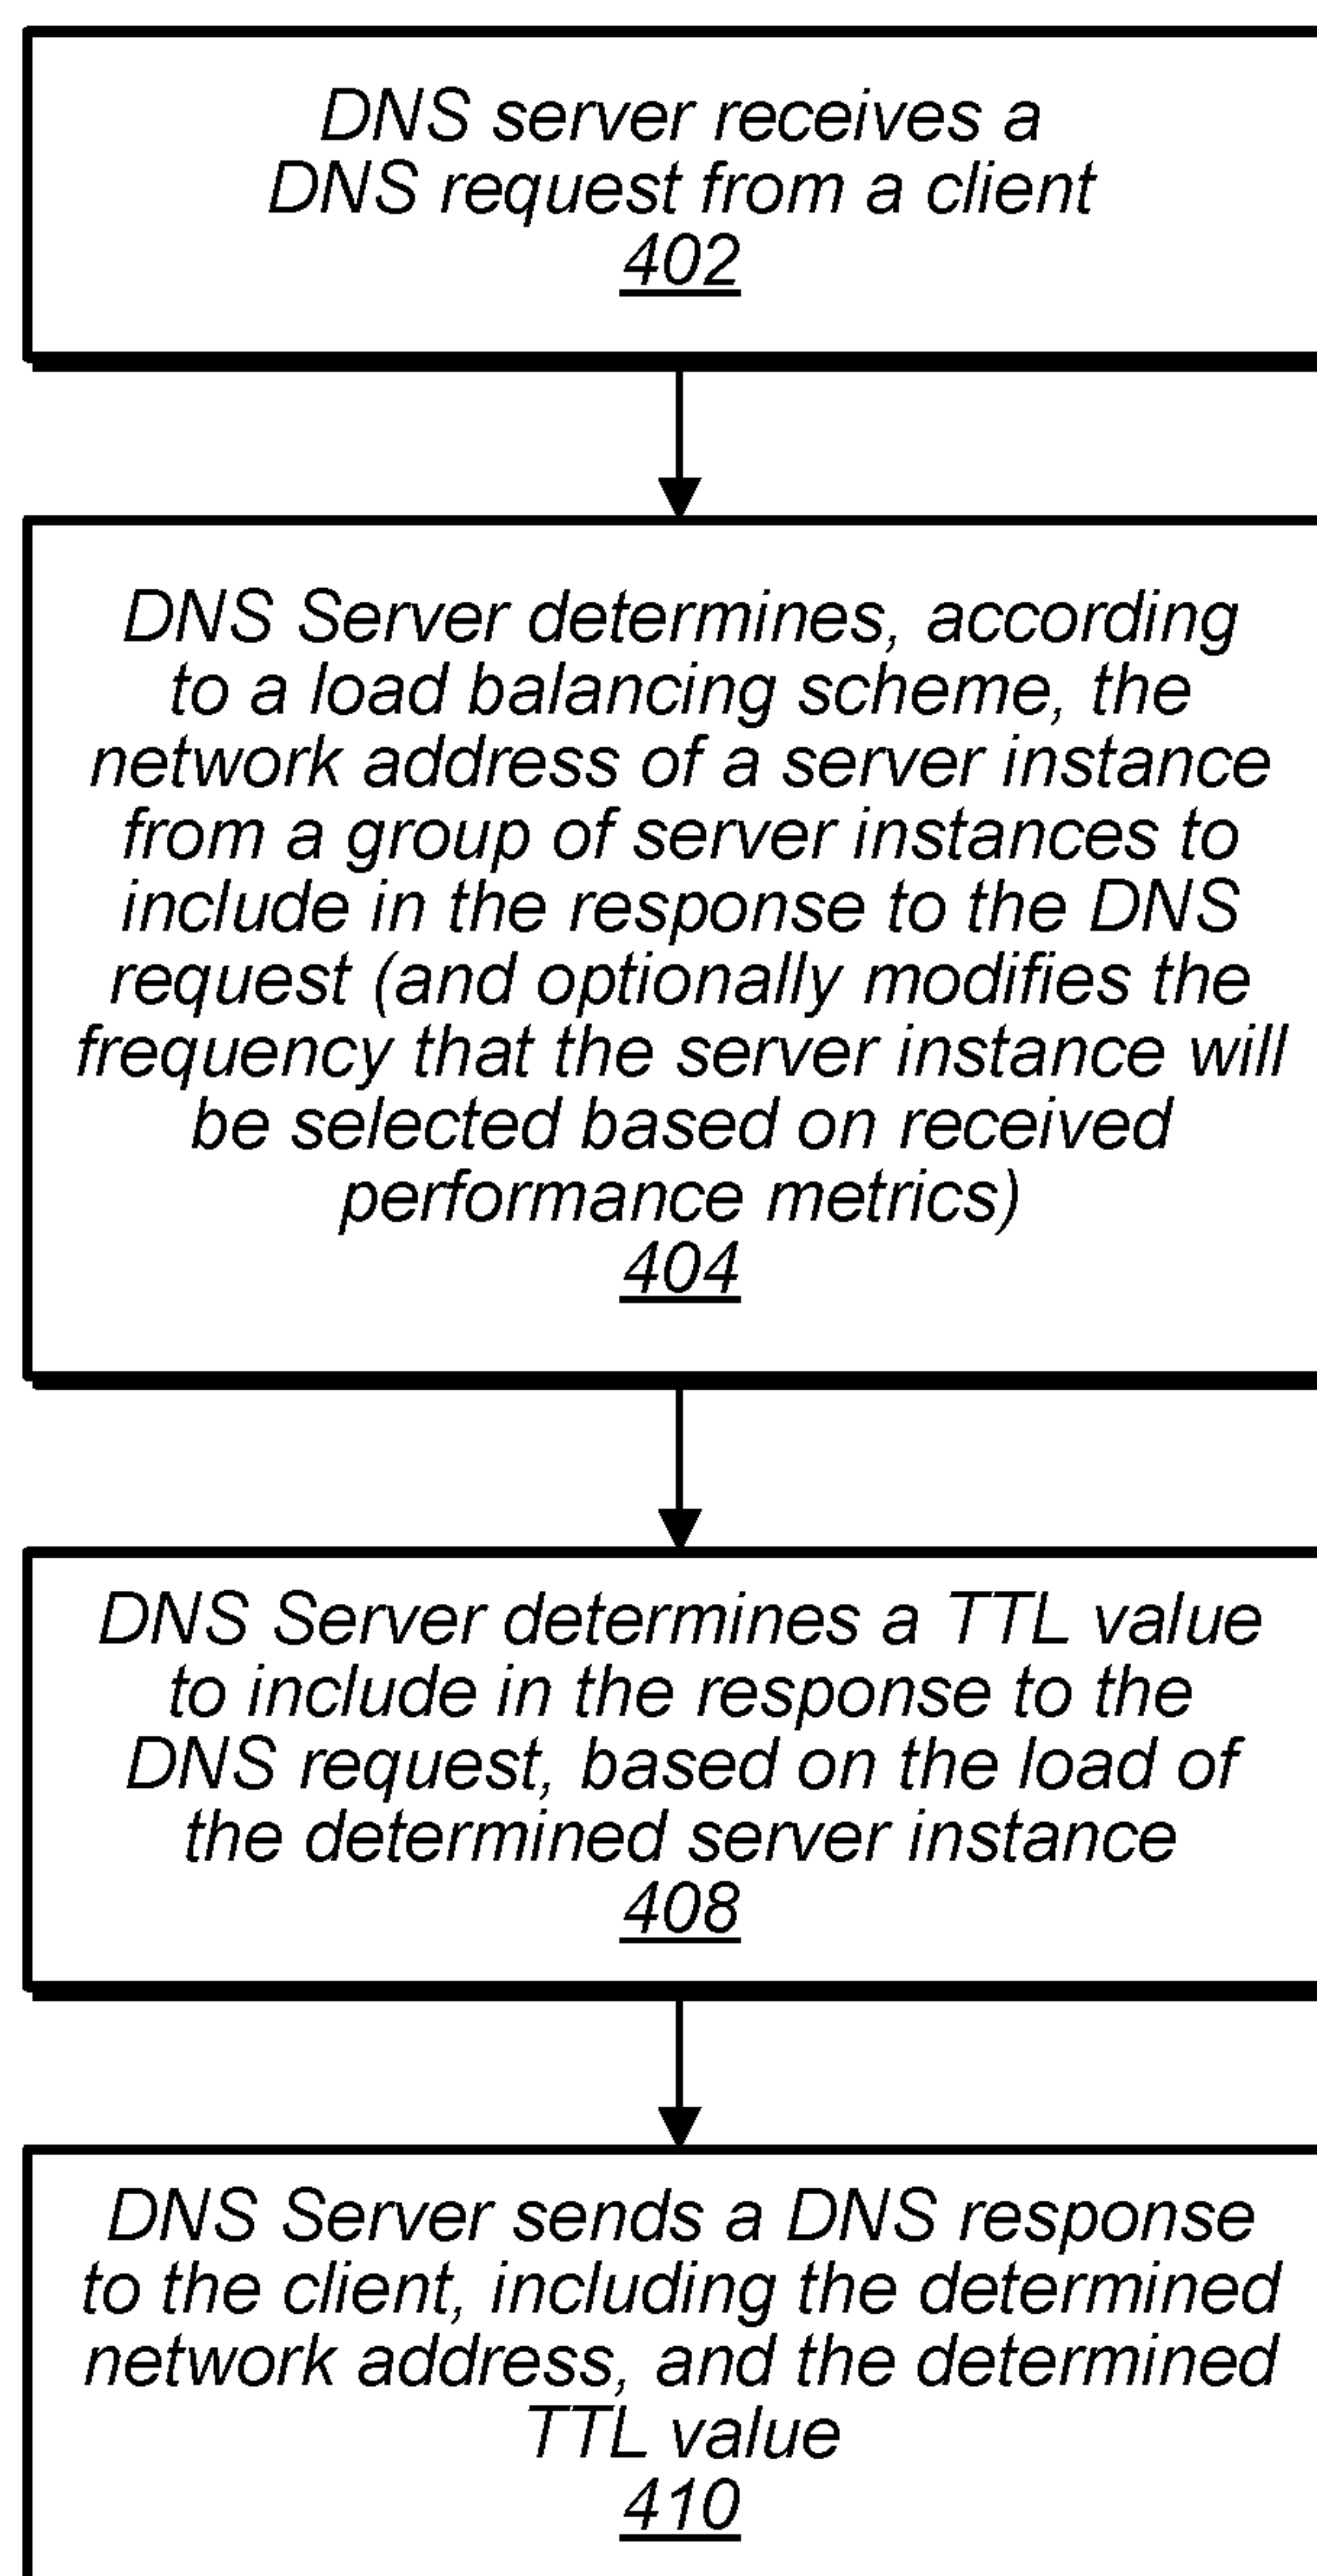 DNS server receives a
DNS request from a client
402
DNS Server determines, according
to a load balancing scheme, the
network address of a server instance
from a group of server instances to
include in the response to the DNS
request (and optionally modifies the
frequency that the server instance will
be selected based on received
performance metrics)
404
DNS Server determines a TTL value
to include in the response to the
DNS request, based on the load of
the determined server instance
408
DNS Server sends a DNS response
to the client, including the determined
network address, and the determined
TTL value
410